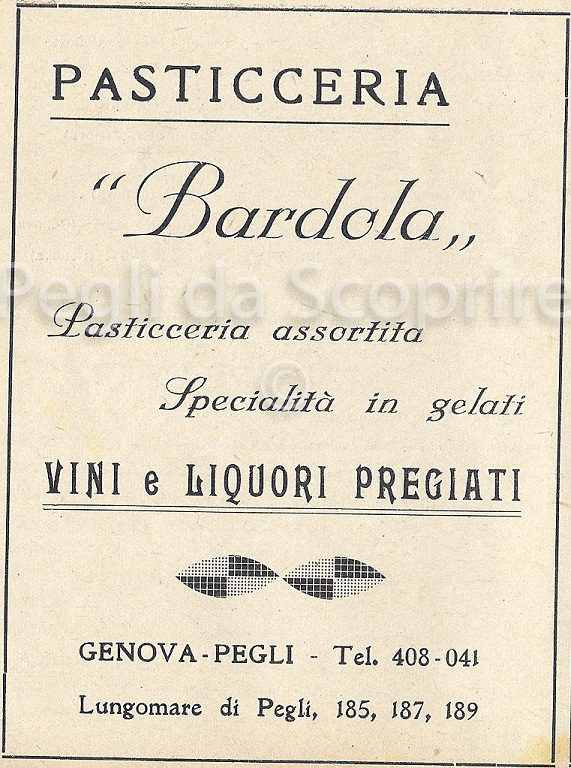 PASTICCERIA
“Bardola„
Pegli da Scoprire
Pasticceria assortita
©
Specialità in gelati
VINI e LIQUORI PREGIATI
GENOVA-PEGLI - Tel. 408-041
Lungomare di Pegli, 185, 187, 189